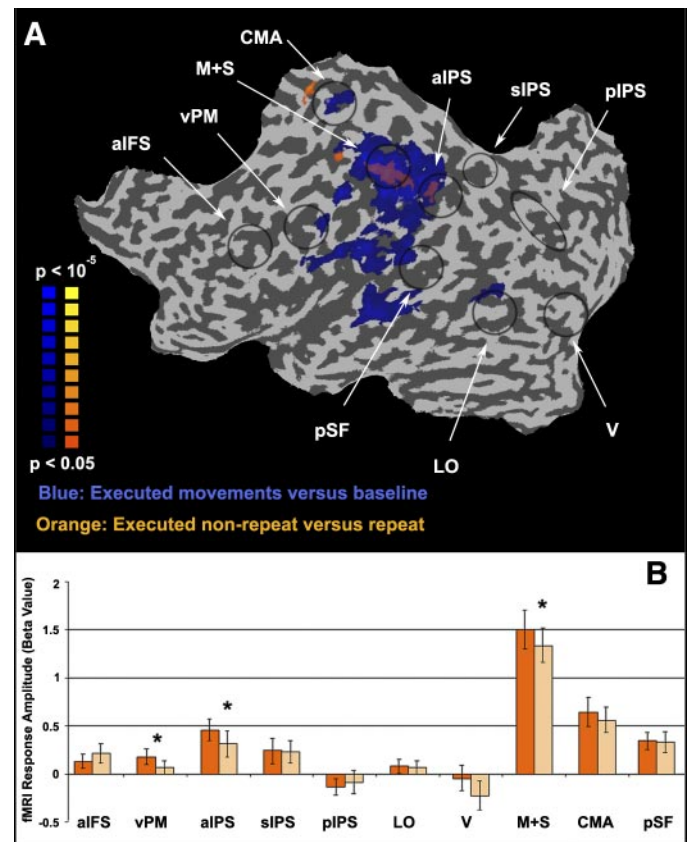 A
CMA
M+S
aIPS
sIPS
pIPS
vPM
aIFS
p < 10⁻⁵
p < 0.05
pSF
LO
V
Blue: Executed movements versus baseline
Orange: Executed non-repeat versus repeat
B
fMRI Response Amplitude (Beta Value)
2
1.5
1
0.5
0
-0.5
*
*
*
aIFS vPM aIPS sIPS pIPS LO V M+S CMA pSF